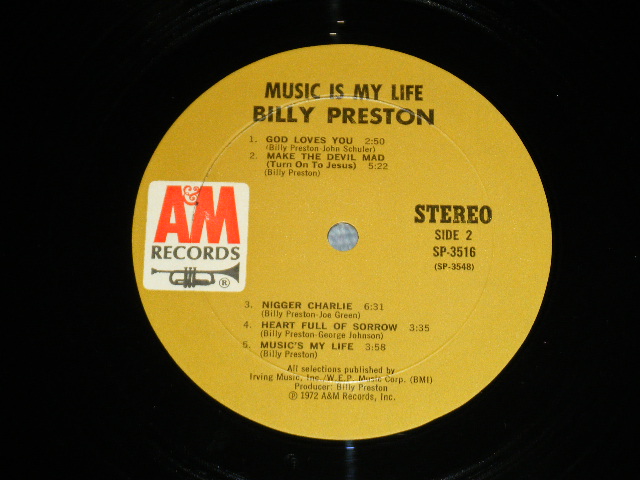 MUSIC IS MY LIFE
BILLY PRESTON
1. GOD LOVES YOU 2:50
(Billy Preston-John Schuler)
2. MAKE THE DEVIL MAD
(Turn On To Jesus) 5:22
(Billy Preston)
A&M
RECORDS
®
STEREO
SIDE 2
SP-3516
(SP-3548)
3. NIGGER CHARLIE 6:31
(Billy Preston-Joe Green)
4. HEART FULL OF SORROW 3:35
(Billy Preston-George Johnson)
5. MUSIC'S MY LIFE 3:58
(Billy Preston)
All selections published by
Irving Music, Inc./W.E.P. Music Corp. (BMI)
Producer: Billy Preston
℗ 1972 A&M Records, Inc.